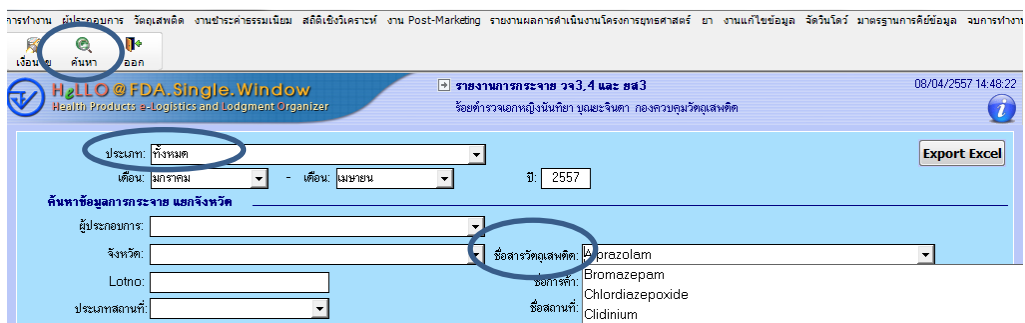 การทำงาน ผู้ประกอบการ วัตถุเสพติด งานชำระค่าธรรมเนียม สถิติเชิงวิเคราะห์ งาน Post-Marketing รายงานผลการดำเนินงานโครงการยุทธศาสตร์ ยา งานแก้ไขข้อมูล จัดวินโดว์ มาตรฐานการคีย์ข้อมูล จบการทำงาน
เงื่อนไข ค้นหา ออก
HeLLO @ FDA.Single.Window
Health Products e-Logistics and Lodgment Organizer
รายงานการกระจาย วจ3,4 และ ยส3
08/04/2557 14:48:22
ร้อยตำรวจเอกหญิงนันทิยา บุณยะจินดา กองควบคุมวัตถุเสพติด
ประเภท: ทั้งหมด
Export Excel
เดือน: มกราคม - เดือน: เมษายน ปี: 2557
ค้นหาข้อมูลการกระจาย แยกจังหวัด
ผู้ประกอบการ:
จังหวัด: ชื่อสารวัตถุเสพติด: Alprazolam
Lotno: ชื่อการค้า: Bromazepam
Chlordiazepoxide
ประเภทสถานที่: ชื่อสถานที่: Clidinium